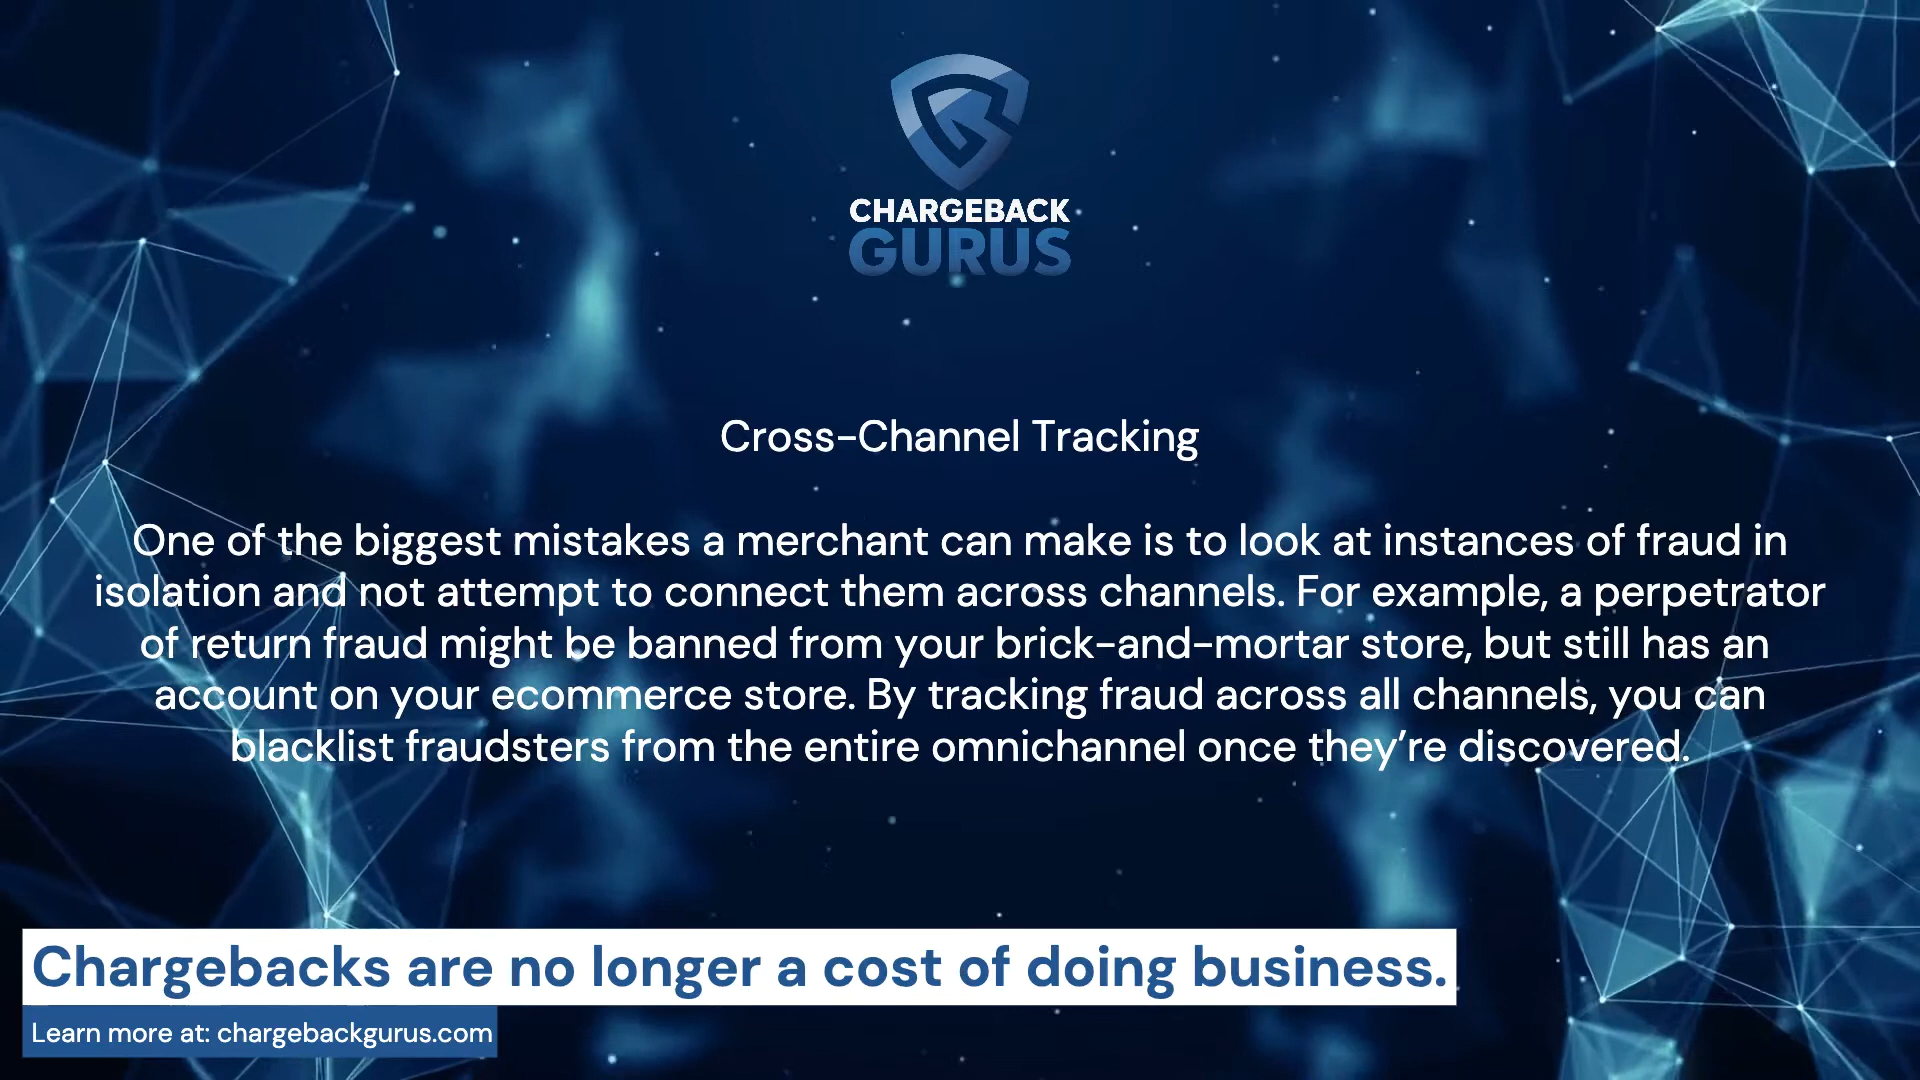 CHARGEBACK
GURUS
Cross-Channel Tracking
One of the biggest mistakes a merchant can make is to look at instances of fraud in
isolation and not attempt to connect them across channels. For example, a perpetrator
of return fraud might be banned from your brick-and-mortar store, but still has an
account on your ecommerce store. By tracking fraud across all channels, you can
blacklist fraudsters from the entire omnichannel once they’re discovered.
Chargebacks are no longer a cost of doing business.
Learn more at: chargebackgurus.com